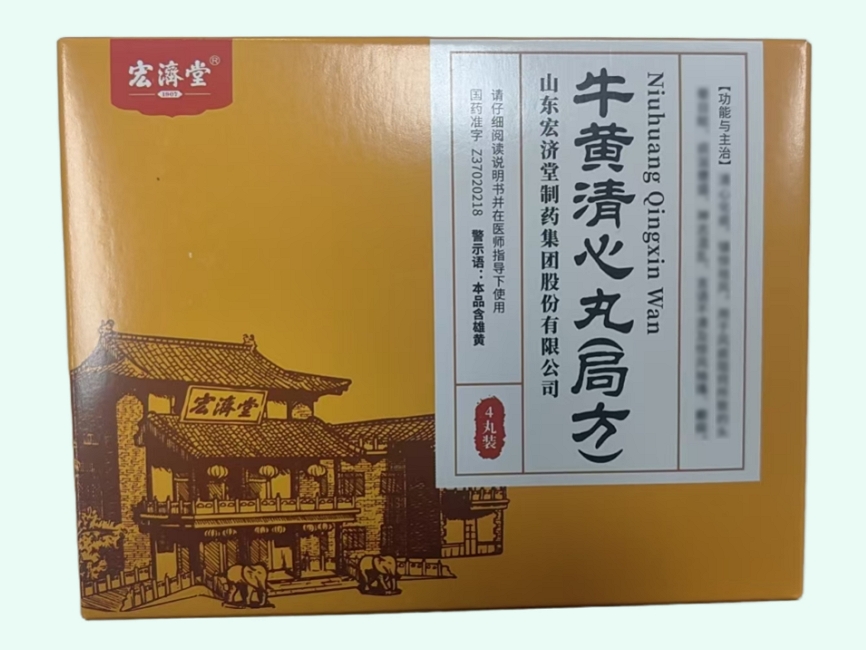 宏濟堂®
1907
【功能与主治】
Niuhuang Qingxin Wan
牛黄清心丸(局方)
山东宏济堂制药集团股份有限公司
请仔细阅读说明书并在医师指导下使用
国药准字 Z37020218 警示语：本品含雄黄
4丸装
宏濟堂